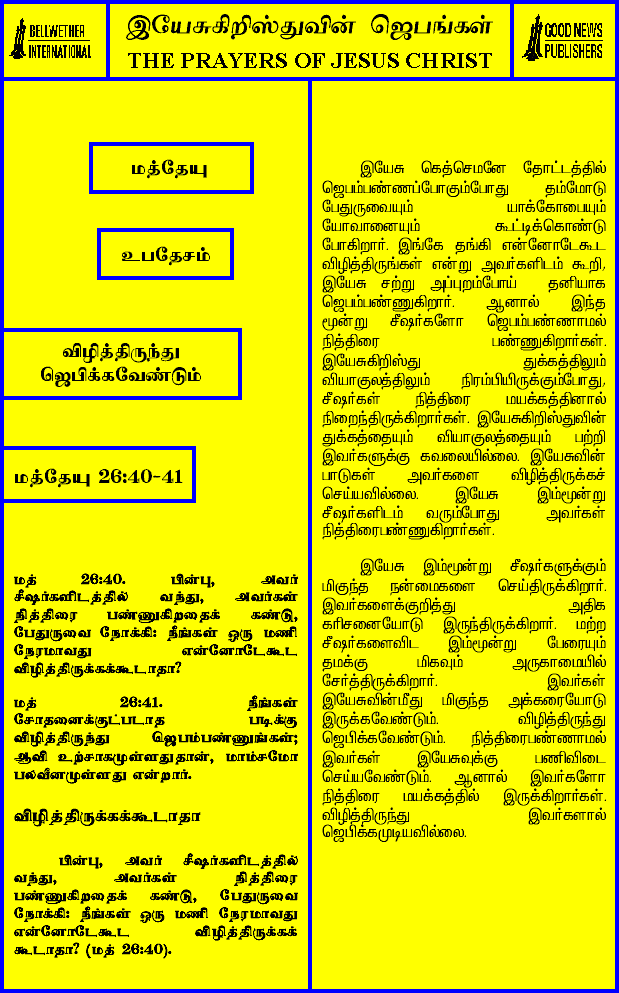 BELLWETHER
INTERNATIONAL
இயேசுகிறிஸ்துவின் ஜெபங்கள்
THE PRAYERS OF JESUS CHRIST
GOOD NEWS
PUBLISHERS
மத்தேயு
உபதேசம்
விழித்திருந்து
ஜெபிக்கவேண்டும்
மத்தேயு 26:40-41
மத் 26:40. பின்பு, அவர்
சீஷர்களிடத்தில் வந்து, அவர்கள்
நித்திரை பண்ணுகிறதைக் கண்டு,
பேதுருவை நோக்கி: நீங்கள் ஒரு மணி
நேரமாவது என்னோடேகூட
விழித்திருக்கக்கூடாதா?
மத் 26:41. நீங்கள்
சோதனைக்குட்படாத படிக்கு
விழித்திருந்து ஜெபம்பண்ணுங்கள்;
ஆவி உற்சாகமுள்ளதுதான், மாம்சமோ
பலவீனமுள்ளது என்றார்.
விழித்திருக்கக்கூடாதா
பின்பு, அவர் சீஷர்களிடத்தில்
வந்து, அவர்கள் நித்திரை
பண்ணுகிறதைக் கண்டு, பேதுருவை
நோக்கி: நீங்கள் ஒரு மணி நேரமாவது
என்னோடேகூட விழித்திருக்கக்
கூடாதா? (மத் 26:40).
இயேசு கெத்செமனே தோட்டத்தில்
ஜெபம்பண்ணப்போகும்போது தம்மோடு
பேதுருவையும் யாக்கோபையும்
யோவானையும் கூட்டிக்கொண்டு
போகிறார். இங்கே தங்கி என்னோடேகூட
விழித்திருங்கள் என்று அவர்களிடம் கூறி,
இயேசு சற்று அப்புறம்போய் தனியாக
ஜெபம்பண்ணுகிறார். ஆனால் இந்த
மூன்று சீஷர்களோ ஜெபம்பண்ணாமல்
நித்திரை பண்ணுகிறார்கள்.
இயேசுகிறிஸ்து துக்கத்திலும்
வியாகுலத்திலும் நிரம்பியிருக்கும்போது,
சீஷர்கள் நித்திரை மயக்கத்தினால்
நிறைந்திருக்கிறார்கள். இயேசுகிறிஸ்துவின்
துக்கத்தையும் வியாகுலத்தையும் பற்றி
இவர்களுக்கு கவலையில்லை. இயேசுவின்
பாடுகள் அவர்களை விழித்திருக்கச்
செய்யவில்லை. இயேசு இம்மூன்று
சீஷர்களிடம் வரும்போது அவர்கள்
நித்திரைபண்ணுகிறார்கள்.
இயேசு இம்மூன்று சீஷர்களுக்கும்
மிகுந்த நன்மைகளை செய்திருக்கிறார்.
இவர்களைக்குறித்து அதிக
கரிசனையோடு இருந்திருக்கிறார். மற்ற
சீஷர்களைவிட இம்மூன்று பேரையும்
தமக்கு மிகவும் அருகாமையில்
சேர்த்திருக்கிறார். இவர்கள்
இயேசுவின்மீது மிகுந்த அக்கரையோடு
இருக்கவேண்டும். விழித்திருந்து
ஜெபிக்கவேண்டும். நித்திரைபண்ணாமல்
இவர்கள் இயேசுவுக்கு பணிவிடை
செய்யவேண்டும். ஆனால் இவர்களோ
நித்திரை மயக்கத்தில் இருக்கிறார்கள்.
விழித்திருந்து இவர்களால்
ஜெபிக்கமுடியவில்லை.